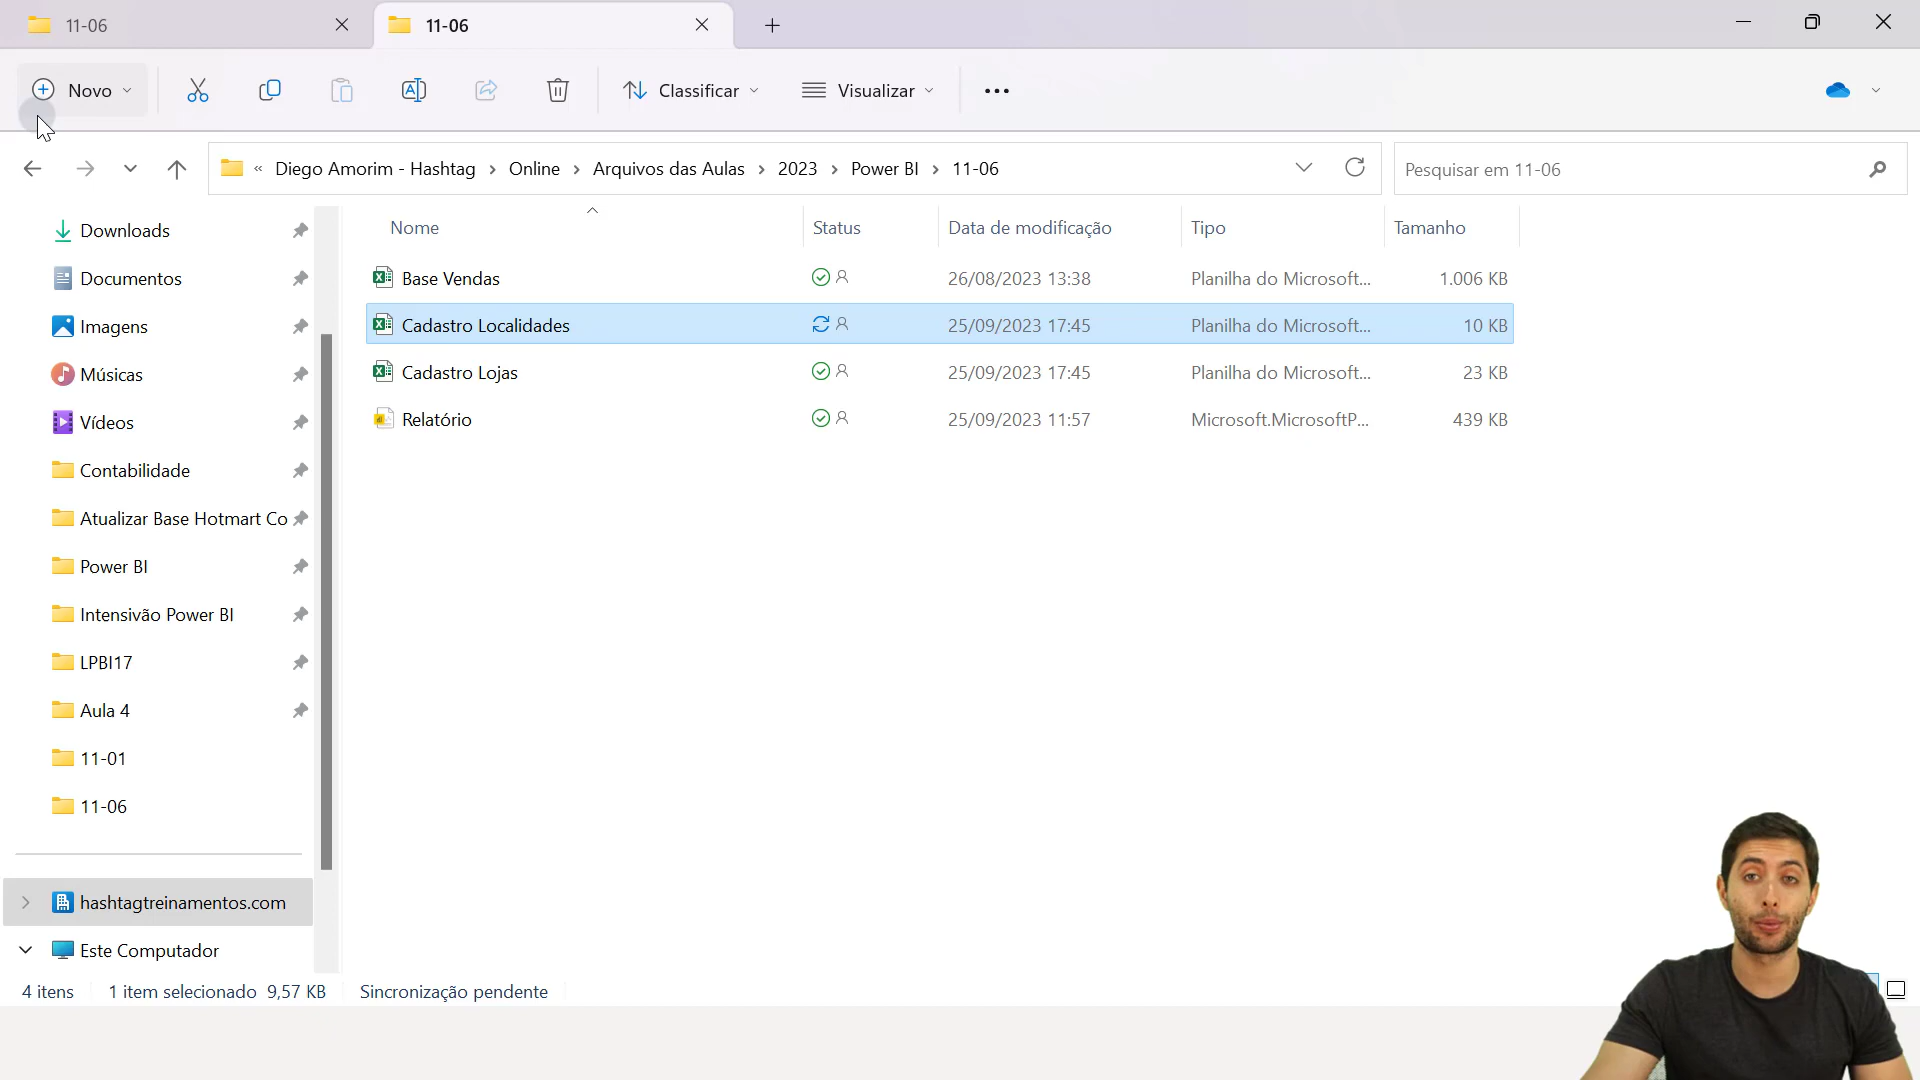 11-06
11-06
Novo
Classificar
Visualizar
« Diego Amorim - Hashtag › Online › Arquivos das Aulas › 2023 › Power BI › 11-06
Pesquisar em 11-06
Nome Status Data de modificação Tipo Tamanho
Base Vendas 26/08/2023 13:38 Planilha do Microsoft... 1.006 KB
Cadastro Localidades 25/09/2023 17:45 Planilha do Microsoft... 10 KB
Cadastro Lojas 25/09/2023 17:45 Planilha do Microsoft... 23 KB
Relatório 25/09/2023 11:57 Microsoft.MicrosoftP... 439 KB
Downloads
Documentos
Imagens
Músicas
Vídeos
Contabilidade
Atualizar Base Hotmart Co
Power BI
Intensivão Power BI
LPBI17
Aula 4
11-01
11-06
hashtagtreinamentos.com
Este Computador
4 itens 1 item selecionado 9,57 KB Sincronização pendente